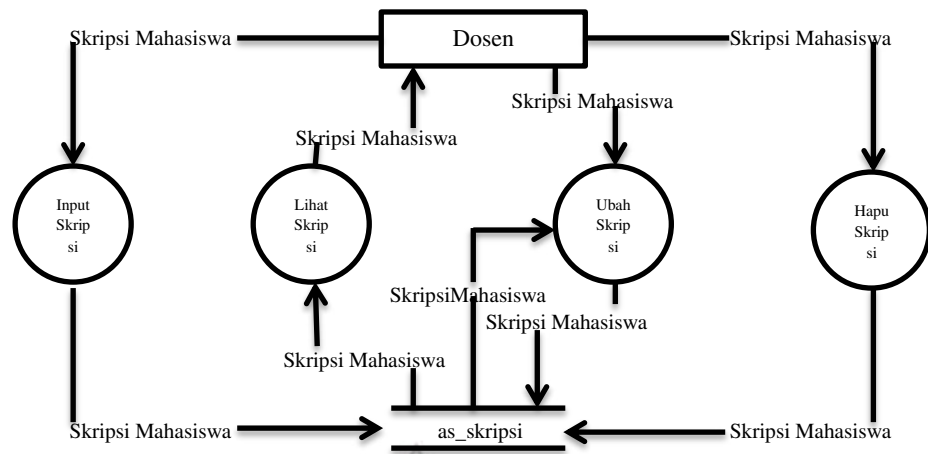 Skripsi Mahasiswa
Dosen
Skripsi Mahasiswa
Skripsi Mahasiswa
Skripsi Mahasiswa
Input
Skrip
si
Lihat
Skrip
si
Ubah
Skrip
si
Hapu
Skrip
si
SkripsiMahasiswa
Skripsi Mahasiswa
Skripsi Mahasiswa
Skripsi Mahasiswa
as_skripsi
Skripsi Mahasiswa